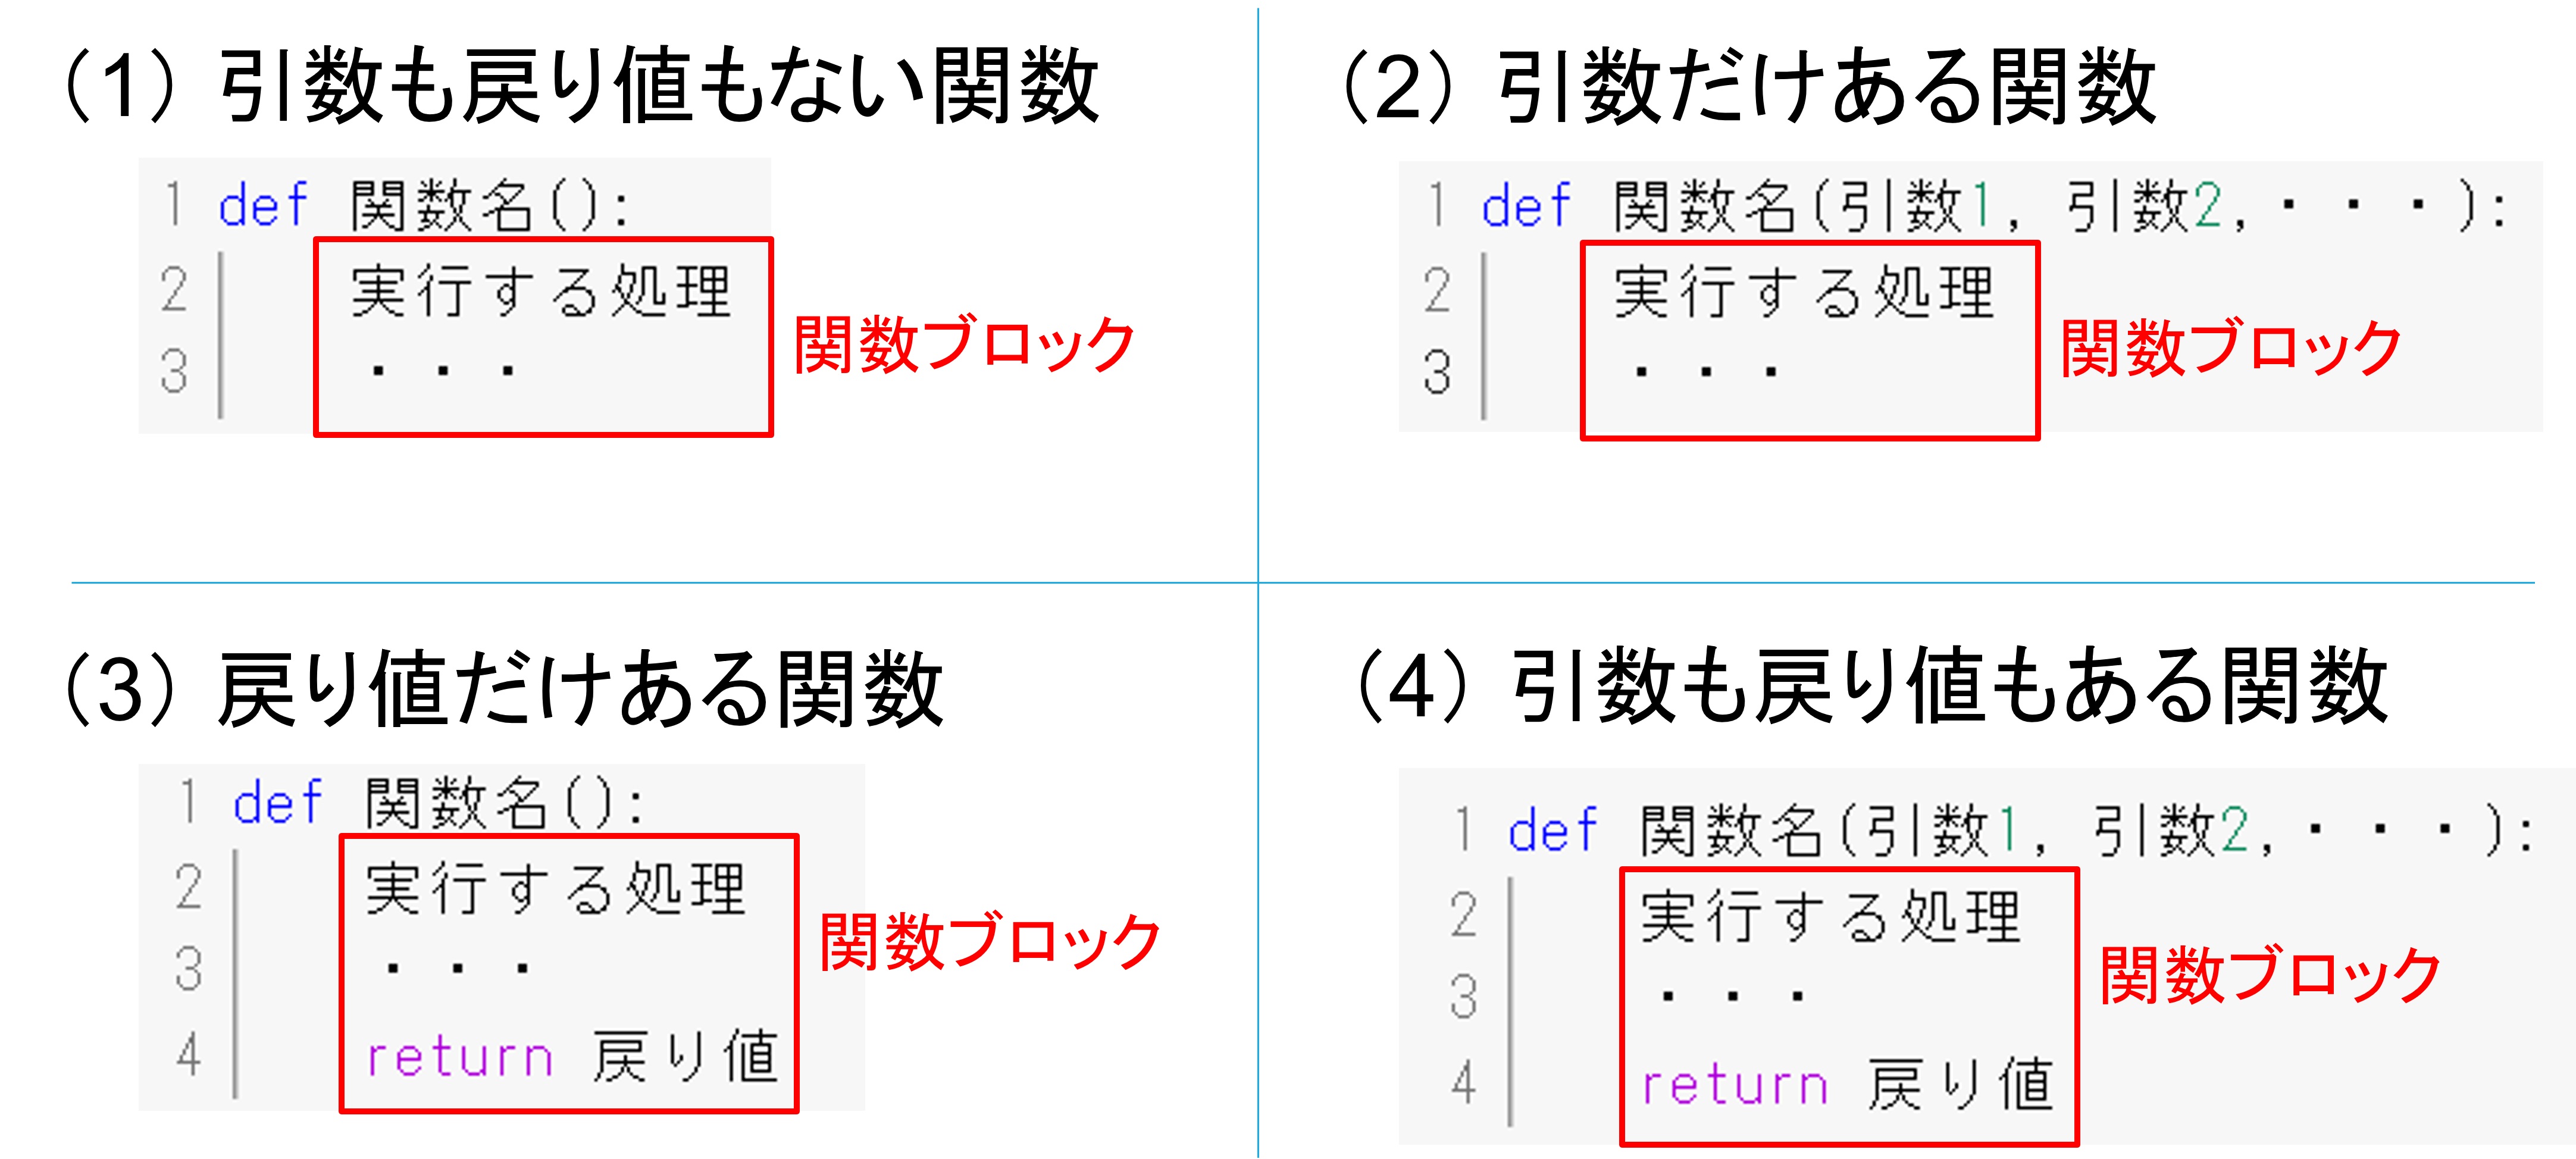 (1) 引数も戻り値もない関数
1 def 関数名():
2 実行する処理
3 ・・・
関数ブロック
(2) 引数だけある関数
1 def 関数名(引数1, 引数2,・・・):
2 実行する処理
3 ・・・
関数ブロック
(3) 戻り値だけある関数
1 def 関数名():
2 実行する処理
3 ・・・
4 return 戻り値
関数ブロック
(4) 引数も戻り値もある関数
1 def 関数名(引数1, 引数2,・・・):
2 実行する処理
3 ・・・
4 return 戻り値
関数ブロック